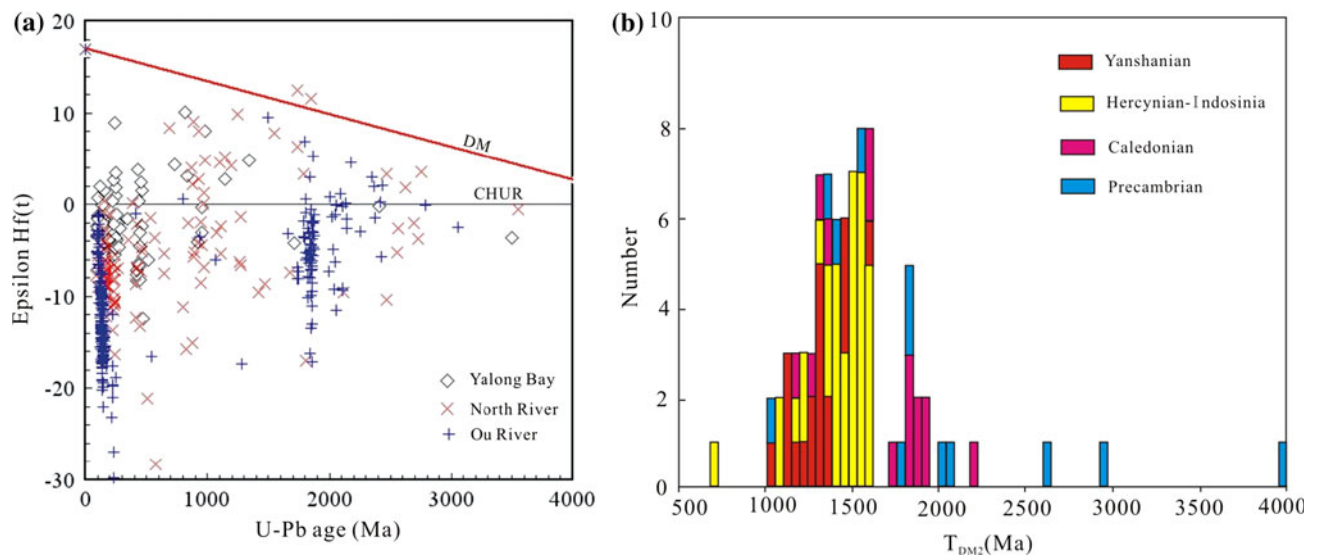 (a)
20
10
0
-10
-20
-30
Epsilon Hf(t)
DM
CHUR
Yalong Bay
North River
Ou River
0 1000 2000 3000 4000
U-Pb age (Ma)
(b)
10
8
6
4
2
0
Number
Yanshanian
Hercynian-Indosinia
Caledonian
Precambrian
500 1000 1500 2000 2500 3000 4000
TDM2(Ma)